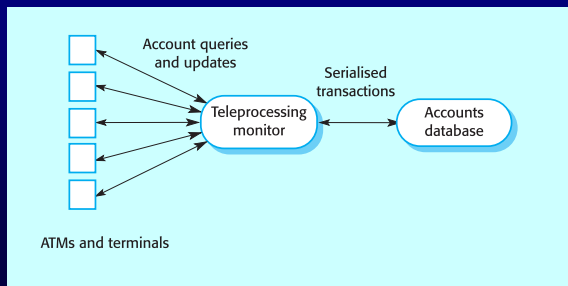 Account queries
and updates
Serialised
transactions
Teleprocessing
monitor
Accounts
database
ATMs and terminals